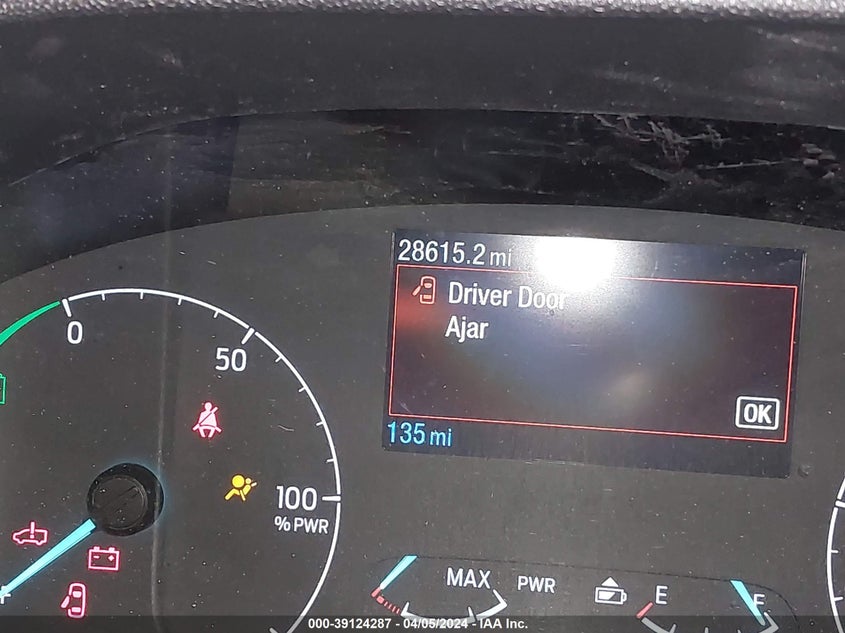 28615.2 mi
Driver Door
Ajar
OK
135 mi
0
50
100
% PWR
MAX PWR
E
F
000-39124287 - 04/05/2024 - IAA Inc.